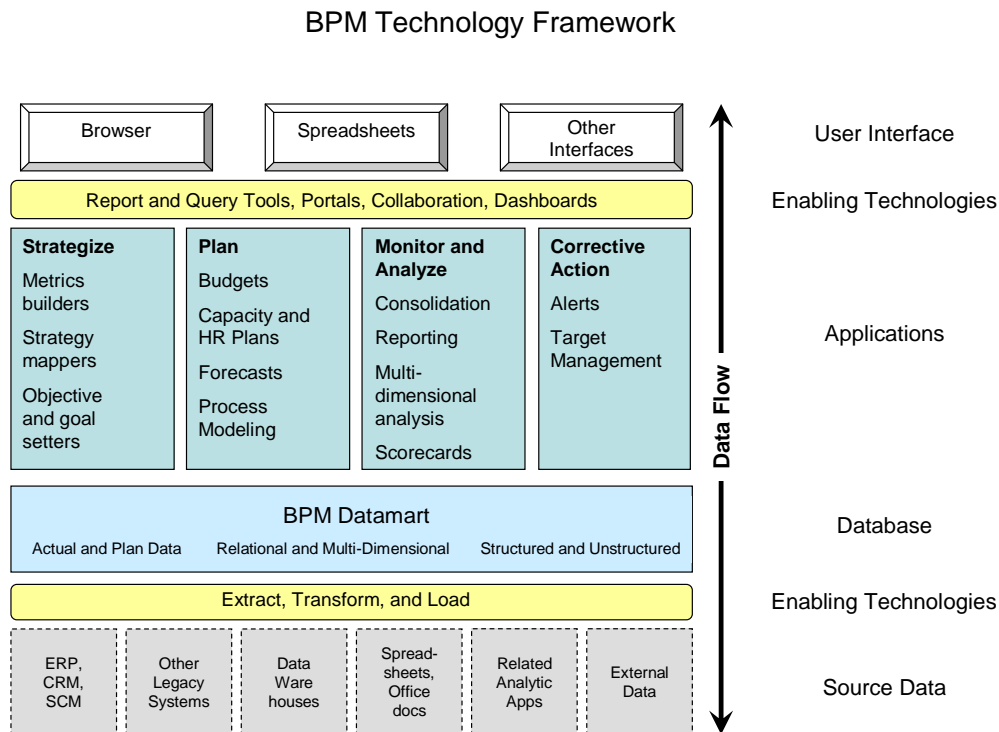 BPM Technology Framework
Browser
Spreadsheets
Other
Interfaces
User Interface
Report and Query Tools, Portals, Collaboration, Dashboards
Enabling Technologies
Strategize
Metrics
builders
Strategy
mappers
Objective
and goal
setters
Plan
Budgets
Capacity and
HR Plans
Forecasts
Process
Modeling
Monitor and
Analyze
Consolidation
Reporting
Multi-
dimensional
analysis
Scorecards
Corrective
Action
Alerts
Target
Management
Applications
Data Flow
BPM Datamart
Actual and Plan Data
Relational and Multi-Dimensional
Structured and Unstructured
Database
Extract, Transform, and Load
Enabling Technologies
ERP,
CRM,
SCM
Other
Legacy
Systems
Data
Ware
houses
Spread-
sheets,
Office
docs
Related
Analytic
Apps
External
Data
Source Data